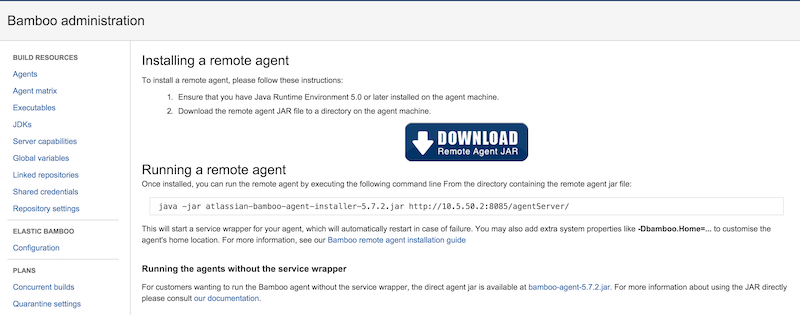 Bamboo administration
BUILD RESOURCES
Agents
Agent matrix
Executables
JDKs
Server capabilities
Global variables
Linked repositories
Shared credentials
Repository settings
ELASTIC BAMBOO
Configuration
PLANS
Concurrent builds
Quarantine settings
Installing a remote agent
To install a remote agent, please follow these instructions:
1. Ensure that you have Java Runtime Environment 5.0 or later installed on the agent machine.
2. Download the remote agent JAR file to a directory on the agent machine.
DOWNLOAD
Remote Agent JAR
Running a remote agent
Once installed, you can run the remote agent by executing the following command line From the directory containing the remote agent jar file:
java -jar atlassian-bamboo-agent-installer-5.7.2.jar http://10.5.50.2:8085/agentServer/
This will start a service wrapper for your agent, which will automatically restart in case of failure. You may also add extra system properties like -Dbamboo.Home=... to customise the
agent's home location. For more information, see our Bamboo remote agent installation guide
Running the agents without the service wrapper
For customers wanting to run the Bamboo agent without the service wrapper, the direct agent jar is available at bamboo-agent-5.7.2.jar. For more information about using the JAR directly
please consult our documentation.